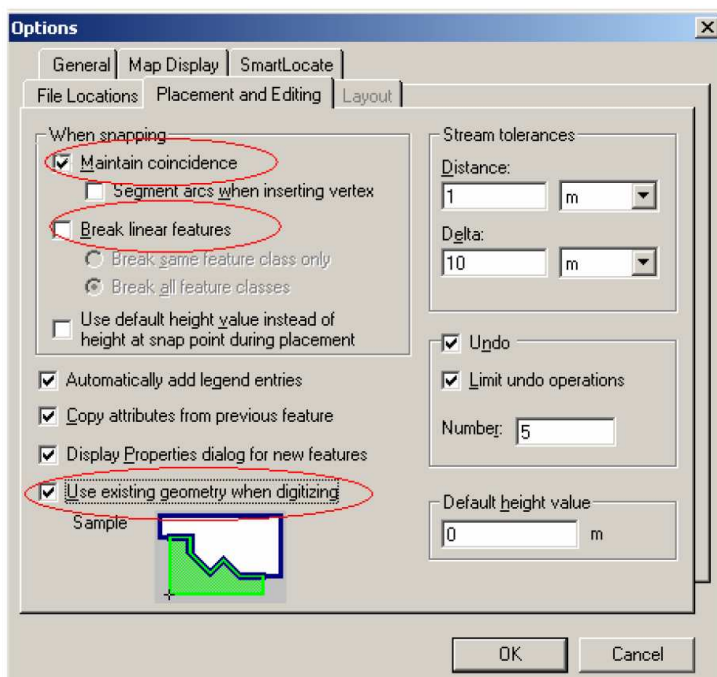 Options
General
Map Display
SmartLocate
File Locations
Placement and Editing
Layout
When snapping
Maintain coincidence
Segment arcs when inserting vertex
Break linear features
Break same feature class only
Break all feature classes
Use default height value instead of
height at snap point during placement
Automatically add legend entries
Copy attributes from previous feature
Display Properties dialog for new features
Use existing geometry when digitizing
Sample
Stream tolerances
Distance:
1
m
Delta:
10
m
Undo
Limit undo operations
Number:
5
Default height value
0
m
OK
Cancel